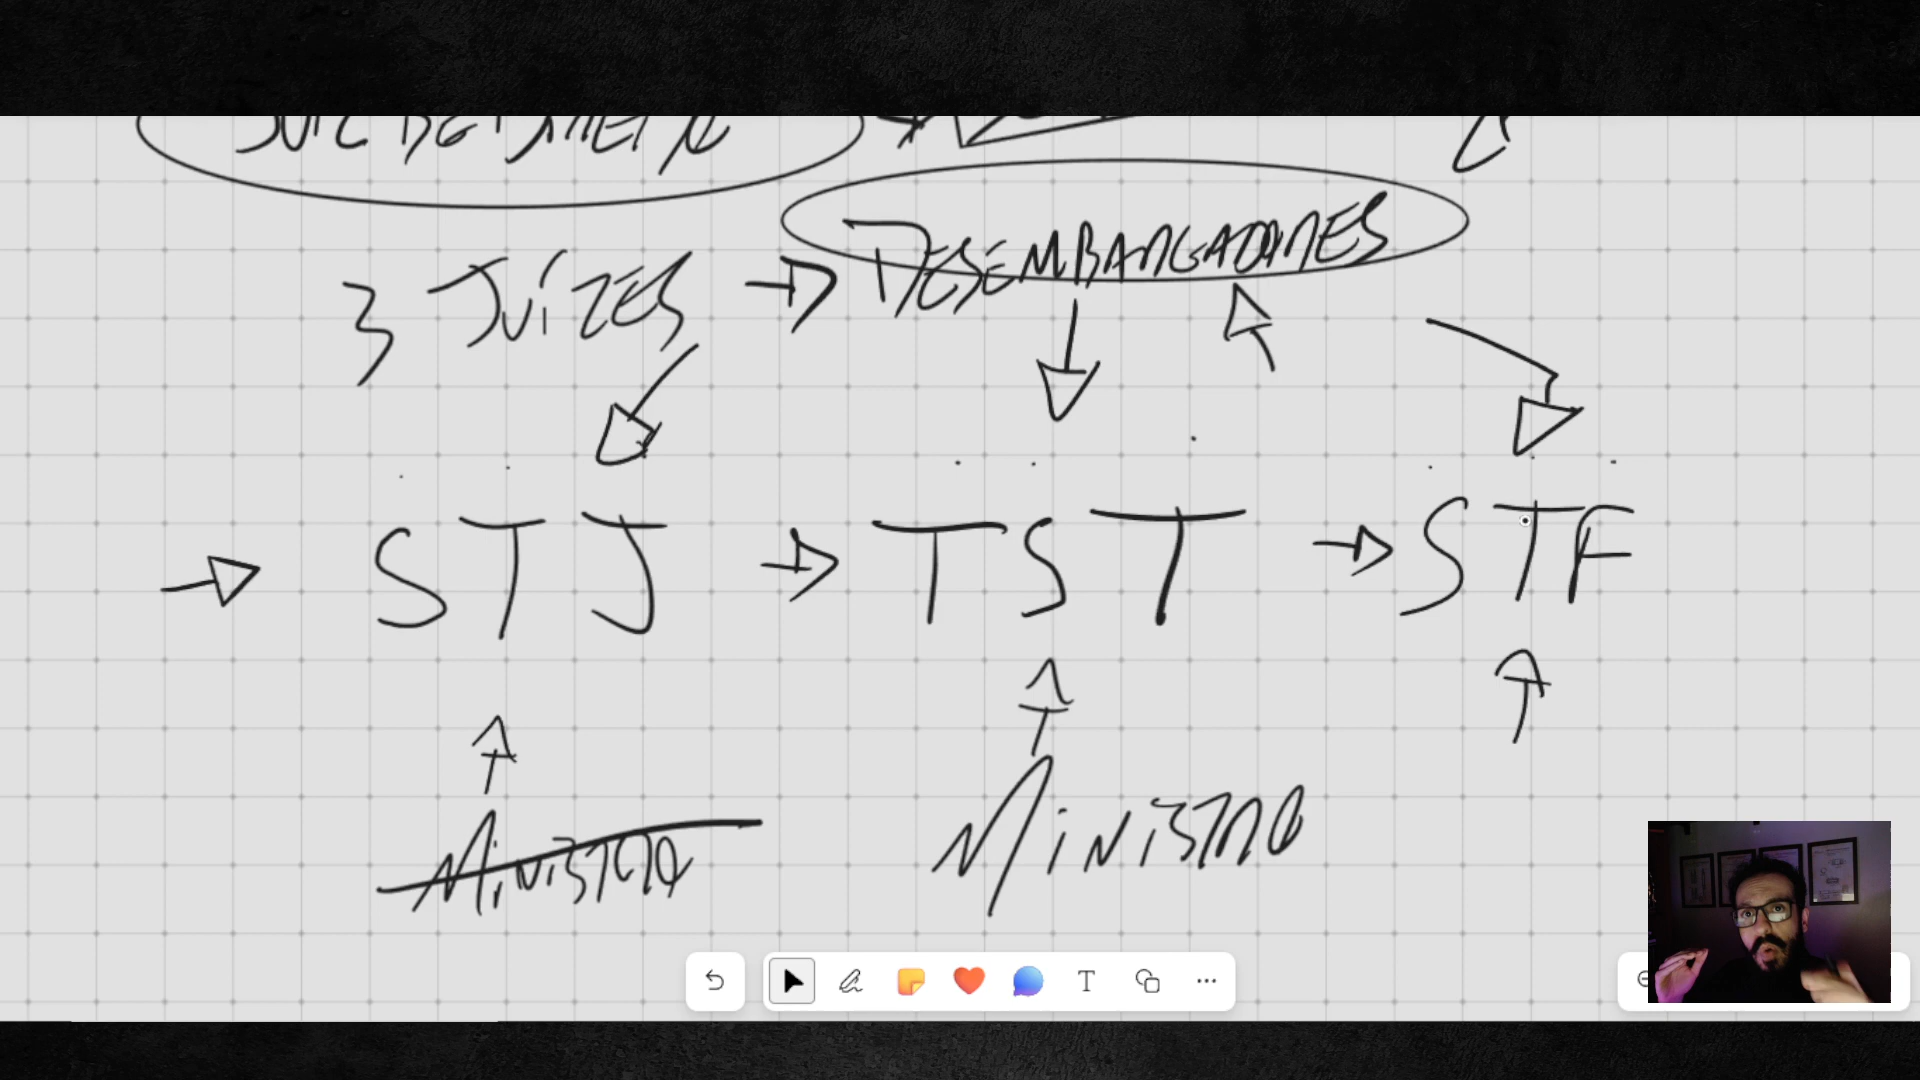 3 JUÍZES → DESEMBARGADORES
→ STJ → TST → STF
MINISTRO MINISTRO
T